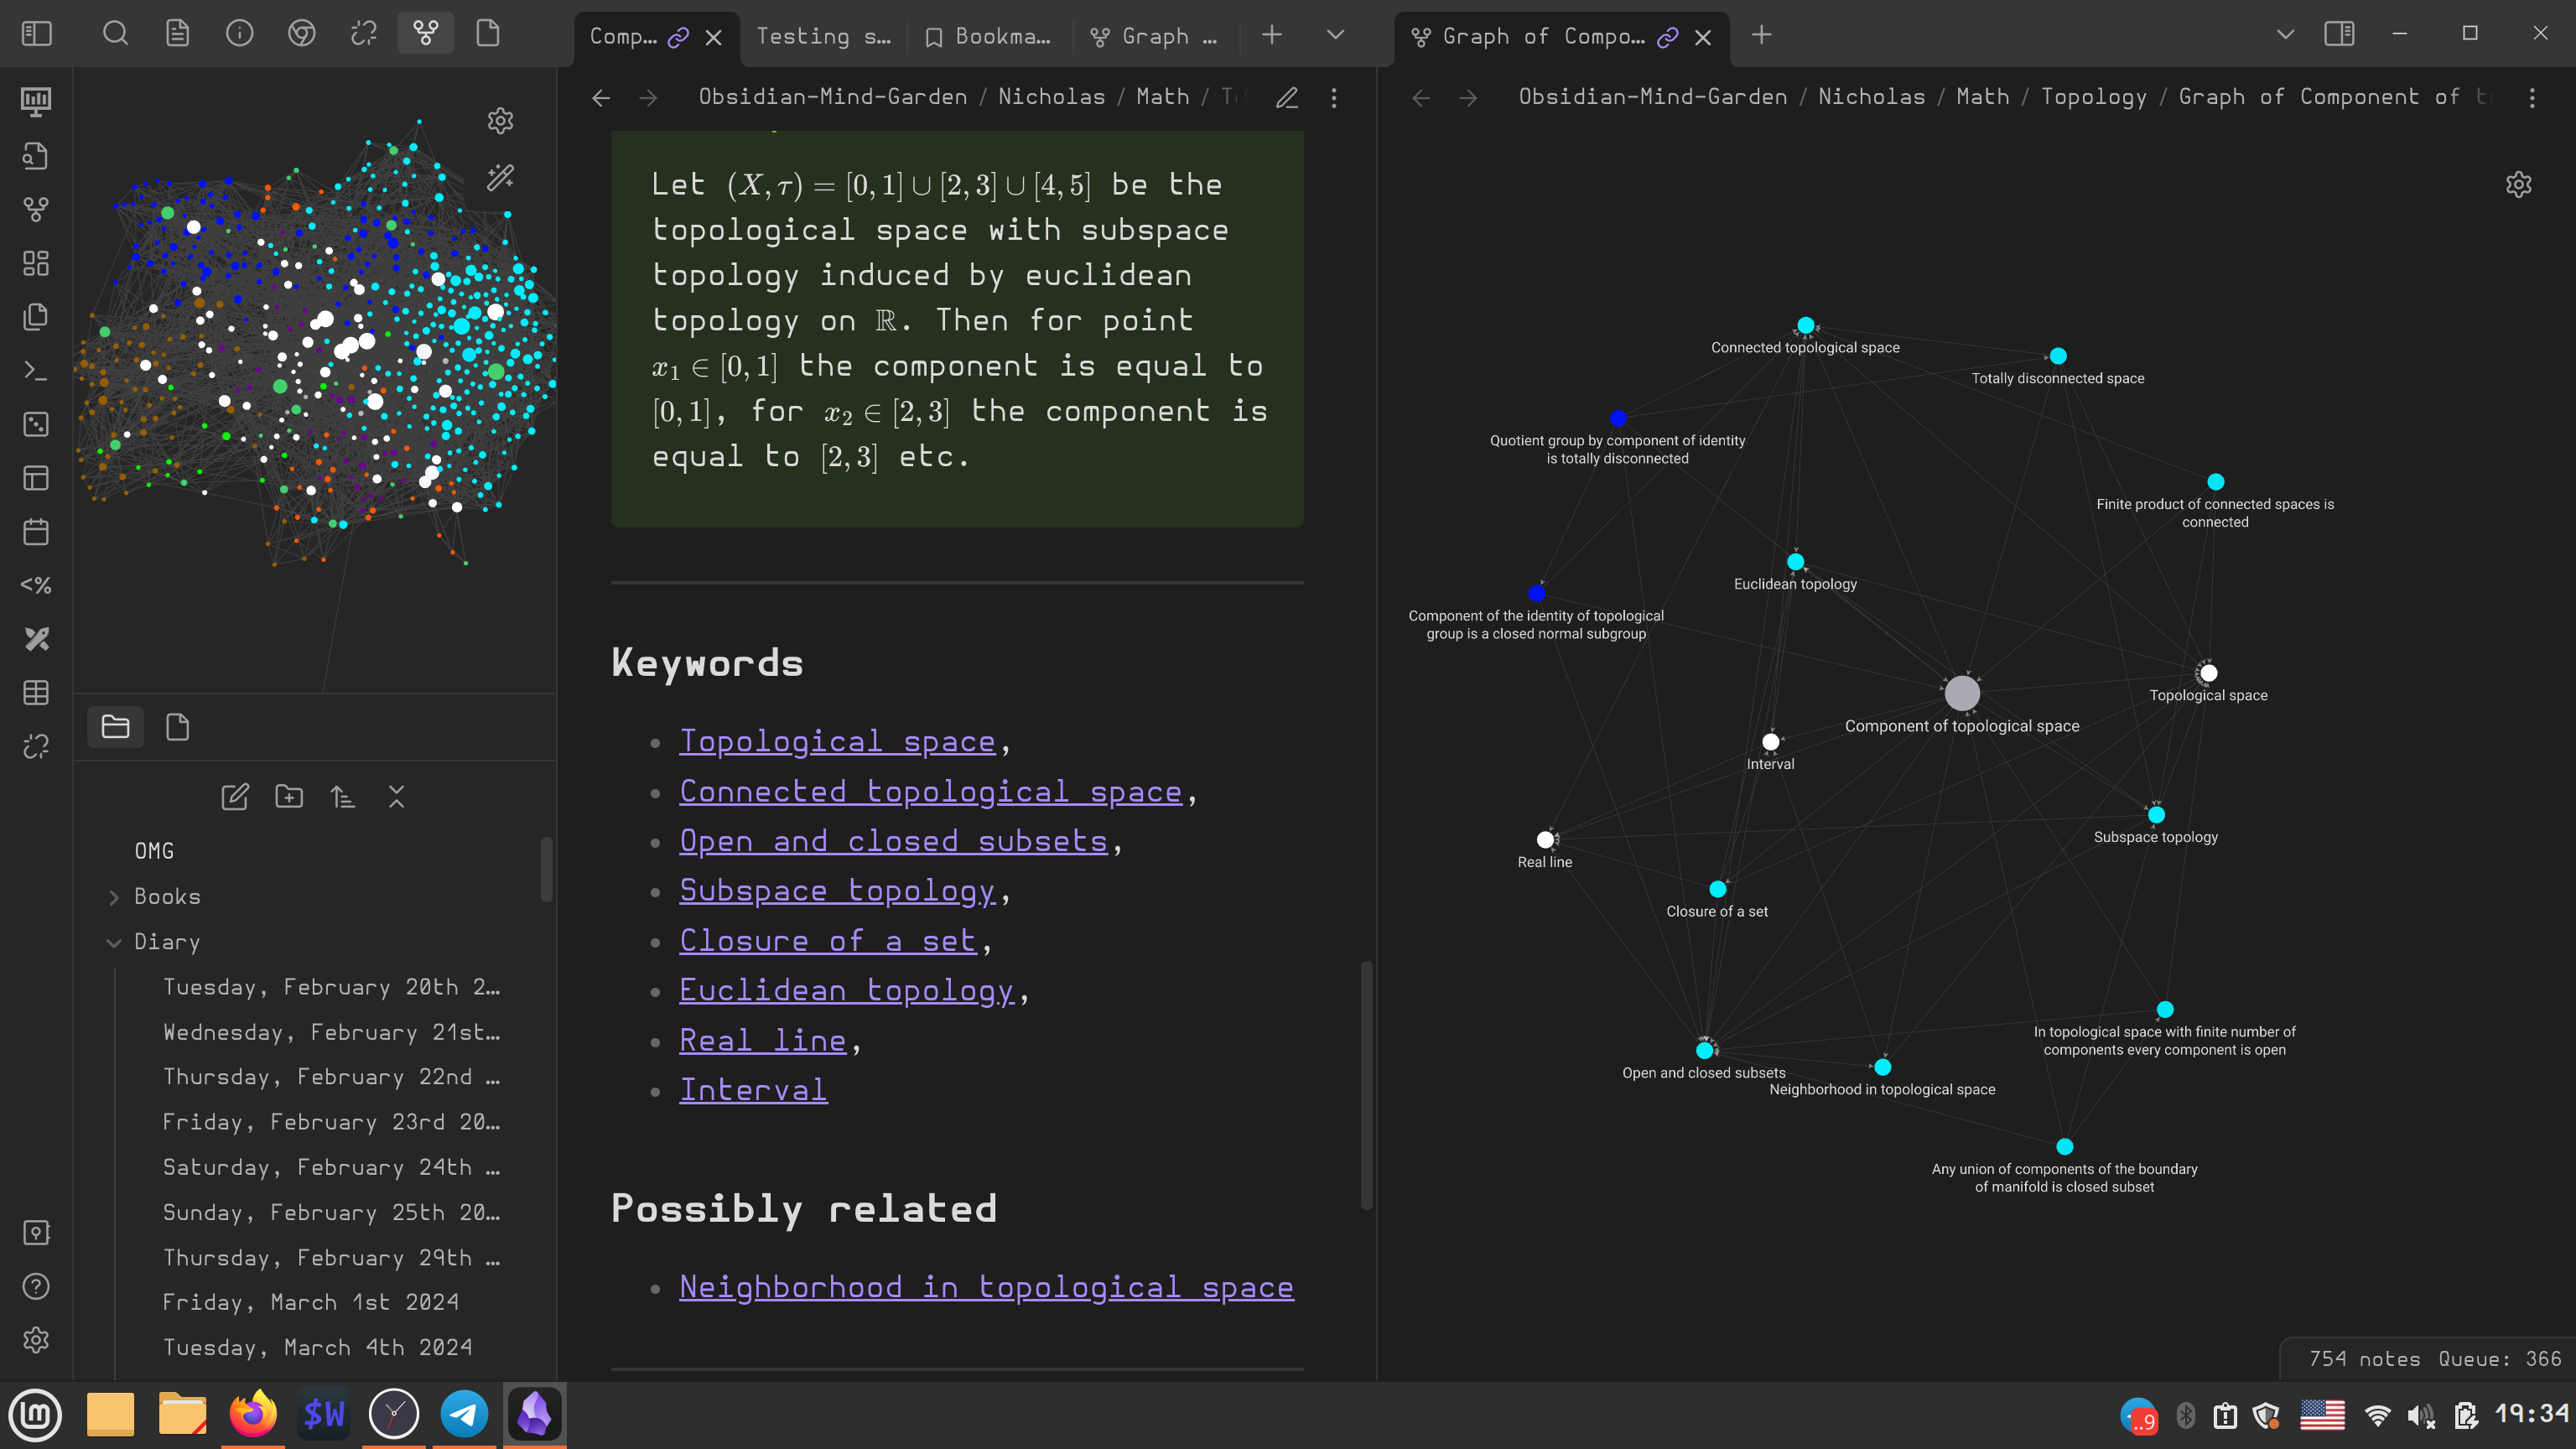 Comp…
Testing s…
Bookma…
Graph …
Graph of Compo…
Obsidian-Mind-Garden / Nicholas / Math /
Obsidian-Mind-Garden / Nicholas / Math / Topology / Graph of Component of
Let (X, τ) = [0, 1] ∪ [2, 3] ∪ [4, 5] be the
topological space with subspace
topology induced by euclidean
topology on ℝ. Then for point
x₁ ∈ [0, 1] the component is equal to
[0, 1], for x₂ ∈ [2, 3] the component is
equal to [2, 3] etc.
Keywords
Topological space,
Connected topological space,
Open and closed subsets,
Subspace topology,
Closure of a set,
Euclidean topology,
Real line,
Interval
Possibly related
Neighborhood in topological space
<%
OMG
Books
Diary
Tuesday, February 20th 2…
Wednesday, February 21st…
Thursday, February 22nd …
Friday, February 23rd 20…
Saturday, February 24th …
Sunday, February 25th 20…
Thursday, February 29th …
Friday, March 1st 2024
Tuesday, March 4th 2024
Connected topological space
Totally disconnected space
Quotient group by component of identity
is totally disconnected
Finite product of connected spaces is
connected
Euclidean topology
Component of the identity of topological
group is a closed normal subgroup
Topological space
Component of topological space
Interval
Subspace topology
Real line
Closure of a set
In topological space with finite number of
components every component is open
Open and closed subsets
Neighborhood in topological space
Any union of components of the boundary
of manifold is closed subset
754 notes Queue: 366
$W
..9
19:34